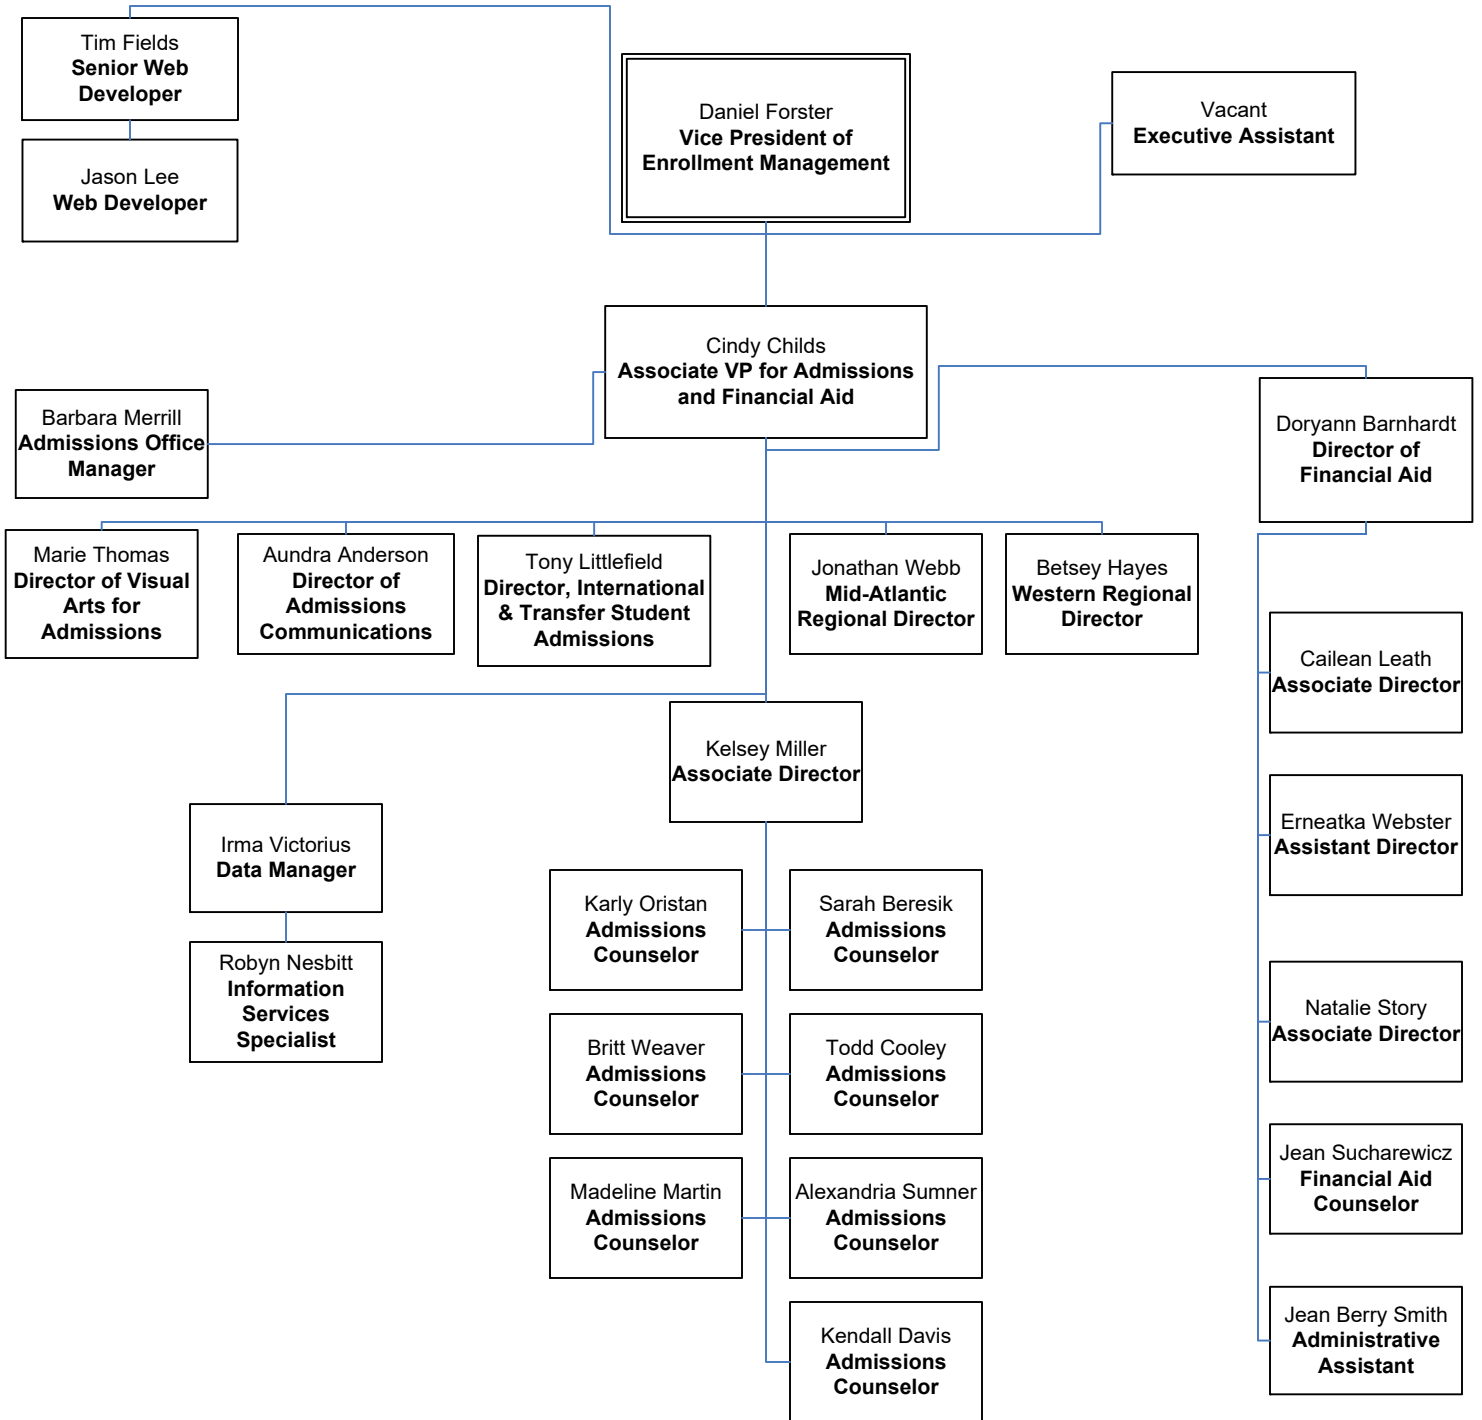 Tim Fields
Senior Web
Developer
Jason Lee
Web Developer
Daniel Forster
Vice President of
Enrollment Management
Vacant
Executive Assistant
Cindy Childs
Associate VP for Admissions
and Financial Aid
Barbara Merrill
Admissions Office
Manager
Doryann Barnhardt
Director of
Financial Aid
Marie Thomas
Director of Visual
Arts for
Admissions
Aundra Anderson
Director of
Admissions
Communications
Tony Littlefield
Director, International
& Transfer Student
Admissions
Jonathan Webb
Mid-Atlantic
Regional Director
Betsey Hayes
Western Regional
Director
Kelsey Miller
Associate Director
Irma Victorius
Data Manager
Robyn Nesbitt
Information
Services
Specialist
Karly Oristan
Admissions
Counselor
Sarah Beresik
Admissions
Counselor
Britt Weaver
Admissions
Counselor
Todd Cooley
Admissions
Counselor
Madeline Martin
Admissions
Counselor
Alexandria Sumner
Admissions
Counselor
Kendall Davis
Admissions
Counselor
Cailean Leath
Associate Director
Erneatka Webster
Assistant Director
Natalie Story
Associate Director
Jean Sucharewicz
Financial Aid
Counselor
Jean Berry Smith
Administrative
Assistant